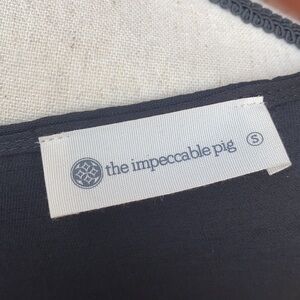 the impeccable pig S